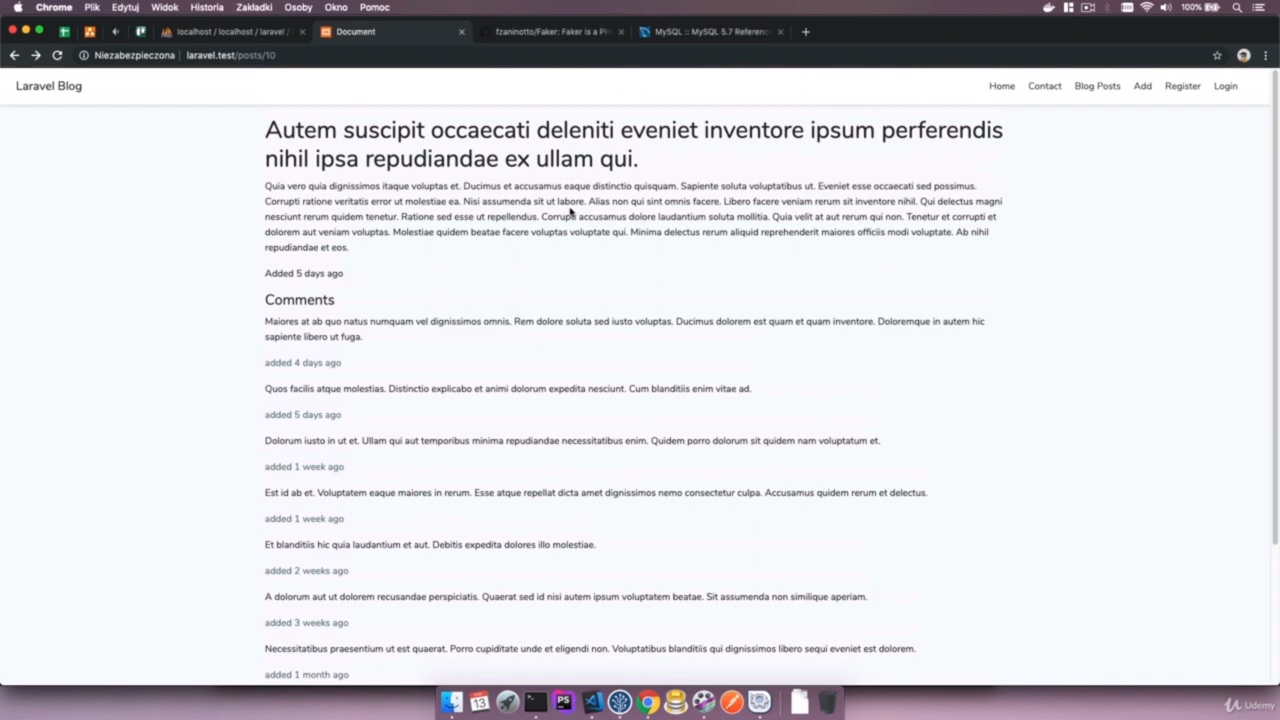 Chrome Plik Edytuj Widok Historia Zakładki Osoby Okno Pomoc 100%
localhost / localhost / laravel / Document fzaninotto/Faker: Faker is a PH MySQL :: MySQL 5.7 Referenc
Niezabezpieczona laravel.test/posts/10
Laravel Blog Home Contact Blog Posts Add Register Login
Autem suscipit occaecati deleniti eveniet inventore ipsum perferendis
nihil ipsa repudiandae ex ullam qui.
Quia vero quia dignissimos itaque voluptas et. Ducimus et accusamus eaque distinctio quisquam. Sapiente soluta voluptatibus ut. Eveniet esse occaecati sed possimus.
Corrupti ratione veritatis error ut molestiae ea. Nisi assumenda sit ut labore. Alias non qui sint omnis facere. Libero facere veniam rerum sit inventore nihil. Qui delectus magni
nesciunt rerum quidem tenetur. Ratione sed esse ut repellendus. Corrupti accusamus dolore laudantium soluta mollitia. Quia velit at aut rerum qui non. Tenetur et corrupti et
dolorem aut veniam voluptas. Molestiae quidem beatae facere voluptas voluptate qui. Minima delectus rerum aliquid reprehenderit maiores officiis modi voluptate. Ab nihil
repudiandae et eos.
Added 5 days ago
Comments
Maiores at ab quo natus numquam vel dignissimos omnis. Rem dolore soluta sed iusto voluptas. Ducimus dolorem est quam et quam inventore. Doloremque in autem hic
sapiente libero ut fuga.
added 4 days ago
Quos facilis atque molestias. Distinctio explicabo et animi dolorum expedita nesciunt. Cum blanditiis enim vitae ad.
added 5 days ago
Dolorum iusto in ut et. Ullam qui aut temporibus minima repudiandae necessitatibus enim. Quidem porro dolorum sit quidem nam voluptatum et.
added 1 week ago
Est id ab et. Voluptatem eaque maiores in rerum. Esse atque repellat dicta amet dignissimos nemo consectetur culpa. Accusamus quidem rerum et delectus.
added 1 week ago
Et blanditiis hic quia laudantium et aut. Debitis expedita dolores illo molestiae.
added 2 weeks ago
A dolorum aut ut dolorem recusandae perspiciatis. Quaerat sed id nisi autem ipsum voluptatem beatae. Sit assumenda non similique aperiam.
added 3 weeks ago
Necessitatibus praesentium ut est quaerat. Porro cupiditate unde et eligendi non. Voluptatibus blanditiis qui dignissimos libero sequi eveniet est dolorem.
added 1 month ago
13 PS
Udemy